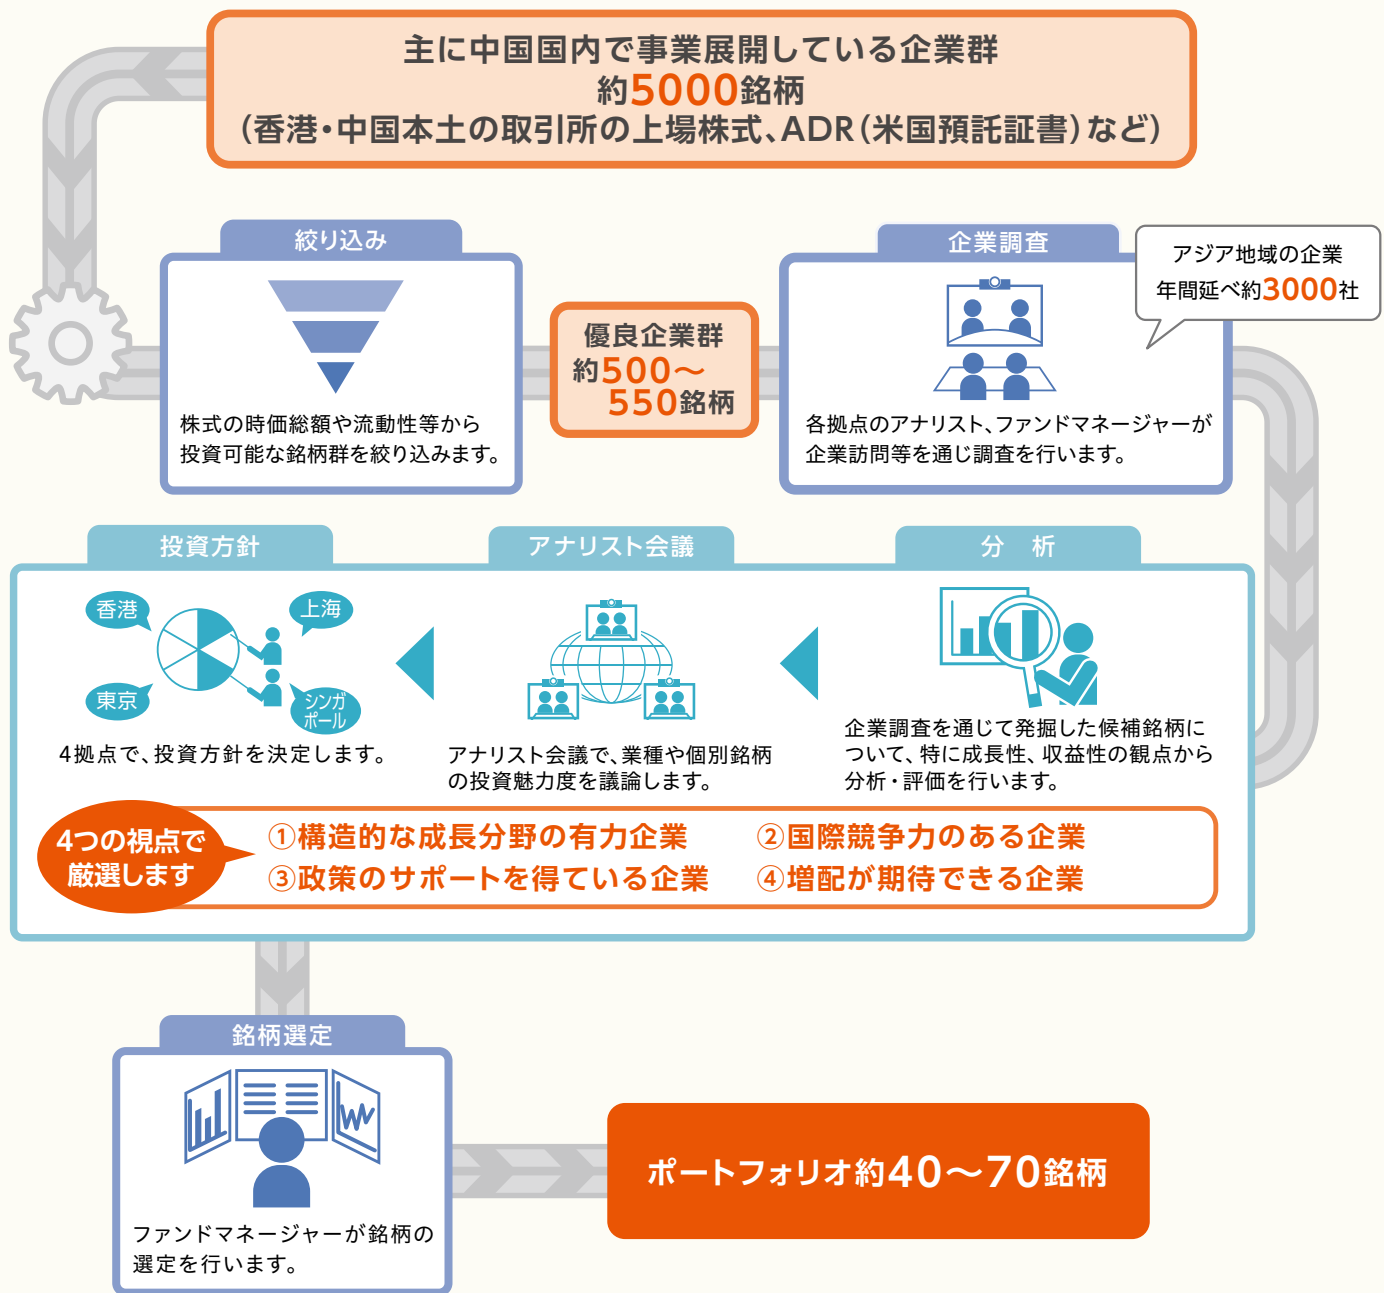 主に中国国内で事業展開している企業群
約5000銘柄
(香港・中国本土の取引所の上場株式、ADR(米国預託証書)など)
絞り込み
株式の時価総額や流動性等から
投資可能な銘柄群を絞り込みます。
優良企業群
約500〜
550銘柄
企業調査
アジア地域の企業
年間延べ約3000社
各拠点のアナリスト、ファンドマネージャーが
企業訪問等を通じ調査を行います。
分 析
企業調査を通じて発掘した候補銘柄に
ついて、特に成長性、収益性の観点から
分析・評価を行います。
アナリスト会議
アナリスト会議で、業種や個別銘柄
の投資魅力度を議論します。
投資方針
香港
上海
東京
シンガ
ポール
4拠点で、投資方針を決定します。
4つの視点で
厳選します
①構造的な成長分野の有力企業
②国際競争力のある企業
③政策のサポートを得ている企業
④増配が期待できる企業
銘柄選定
ファンドマネージャーが銘柄の
選定を行います。
ポートフォリオ約40〜70銘柄